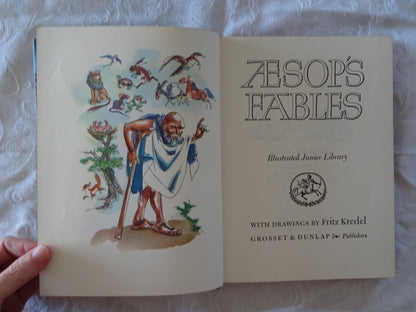 ÆSOP'S
FABLES
Illustrated Junior Library
WITH DRAWINGS BY Fritz Kredel
GROSSET & DUNLAP Publishers